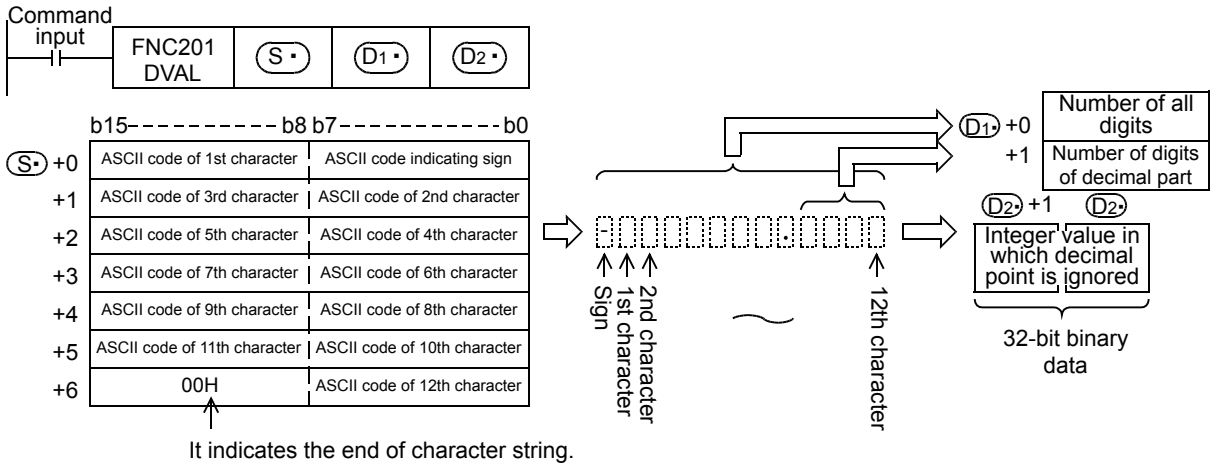 Command
input
FNC201
DVAL
S·
D1·
D2·
b15 b8 b7 b0
S· +0 ASCII code of 1st character ASCII code indicating sign
+1 ASCII code of 3rd character ASCII code of 2nd character
+2 ASCII code of 5th character ASCII code of 4th character
+3 ASCII code of 7th character ASCII code of 6th character
+4 ASCII code of 9th character ASCII code of 8th character
+5 ASCII code of 11th character ASCII code of 10th character
+6 00H ASCII code of 12th character
It indicates the end of character string.
- .
Sign
1st character
2nd character
12th character
D1· +0 Number of all
digits
+1 Number of digits
of decimal part
D2· +1 D2·
Integer value in
which decimal
point is ignored
32-bit binary
data